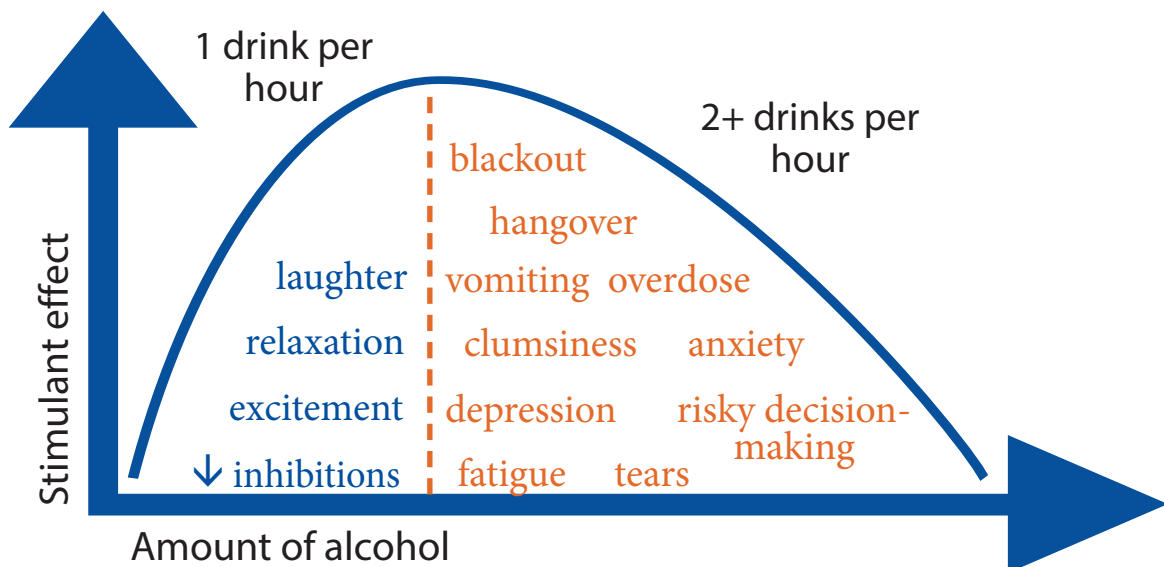 1 drink per
hour
2+ drinks per
hour
Stimulant effect
blackout
hangover
laughter
vomiting overdose
relaxation
clumsiness anxiety
excitement
depression
risky decision-
making
↓ inhibitions
fatigue tears
Amount of alcohol